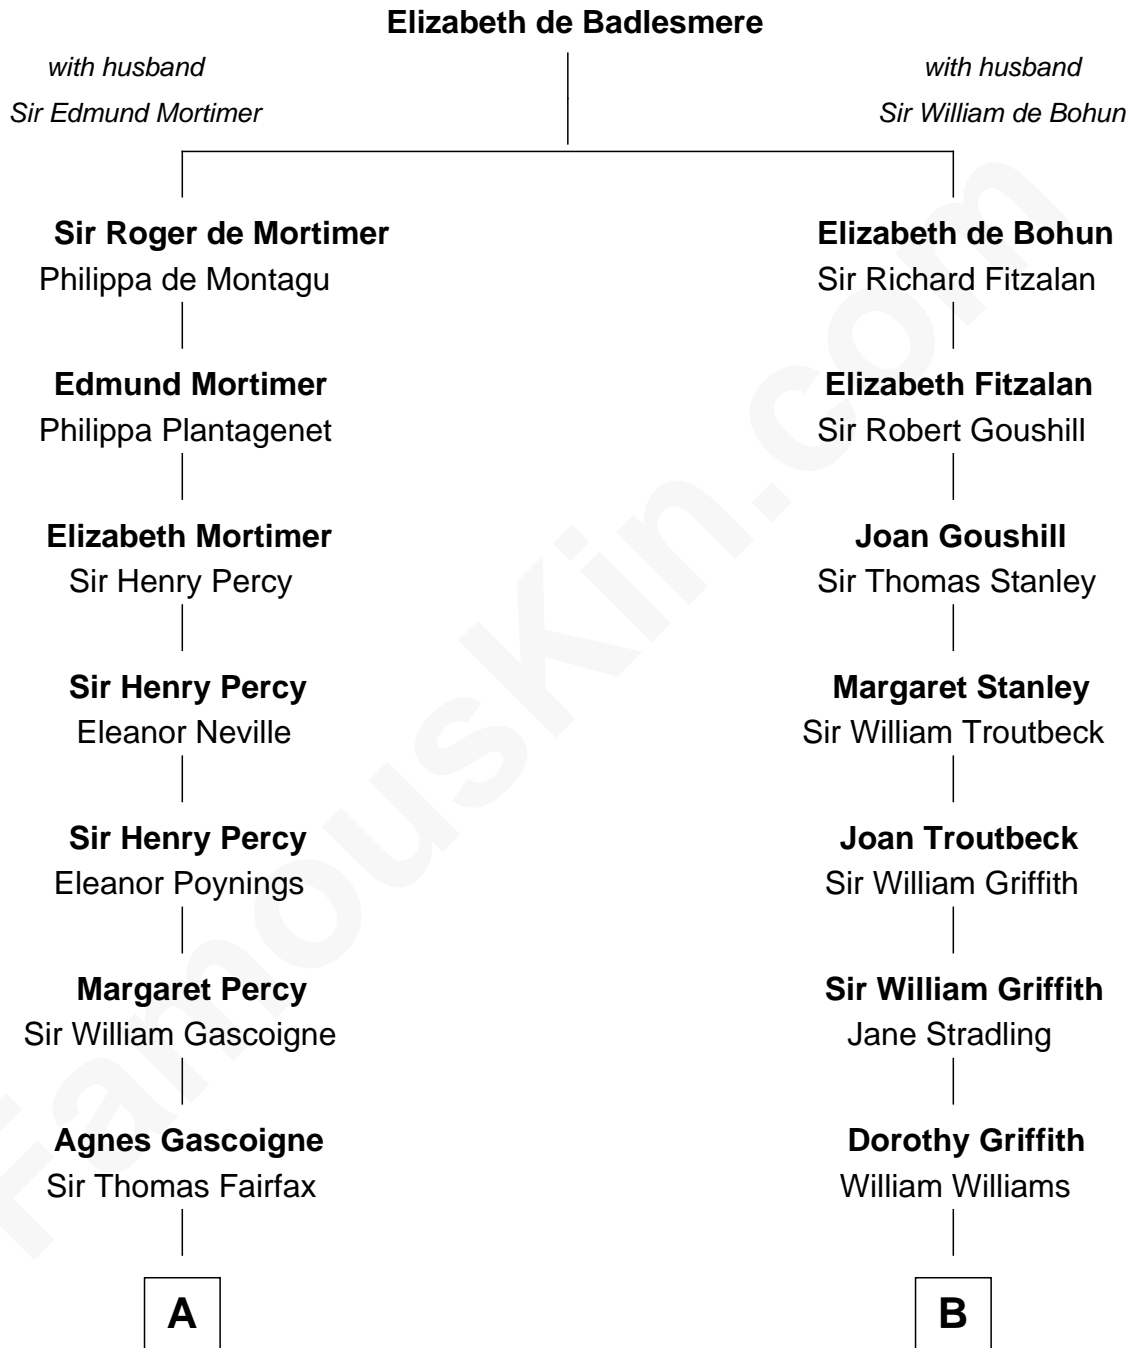 Elizabeth de Badlesmere
with husband
Sir Edmund Mortimer
with husband
Sir William de Bohun
Sir Roger de Mortimer
Philippa de Montagu
Elizabeth de Bohun
Sir Richard Fitzalan
Edmund Mortimer
Philippa Plantagenet
Elizabeth Fitzalan
Sir Robert Goushill
Elizabeth Mortimer
Sir Henry Percy
Joan Goushill
Sir Thomas Stanley
Sir Henry Percy
Eleanor Neville
Margaret Stanley
Sir William Troutbeck
Sir Henry Percy
Eleanor Poynings
Joan Troutbeck
Sir William Griffith
Margaret Percy
Sir William Gascoigne
Sir William Griffith
Jane Stradling
Agnes Gascoigne
Sir Thomas Fairfax
Dorothy Griffith
William Williams
A
B
FamousKin.com